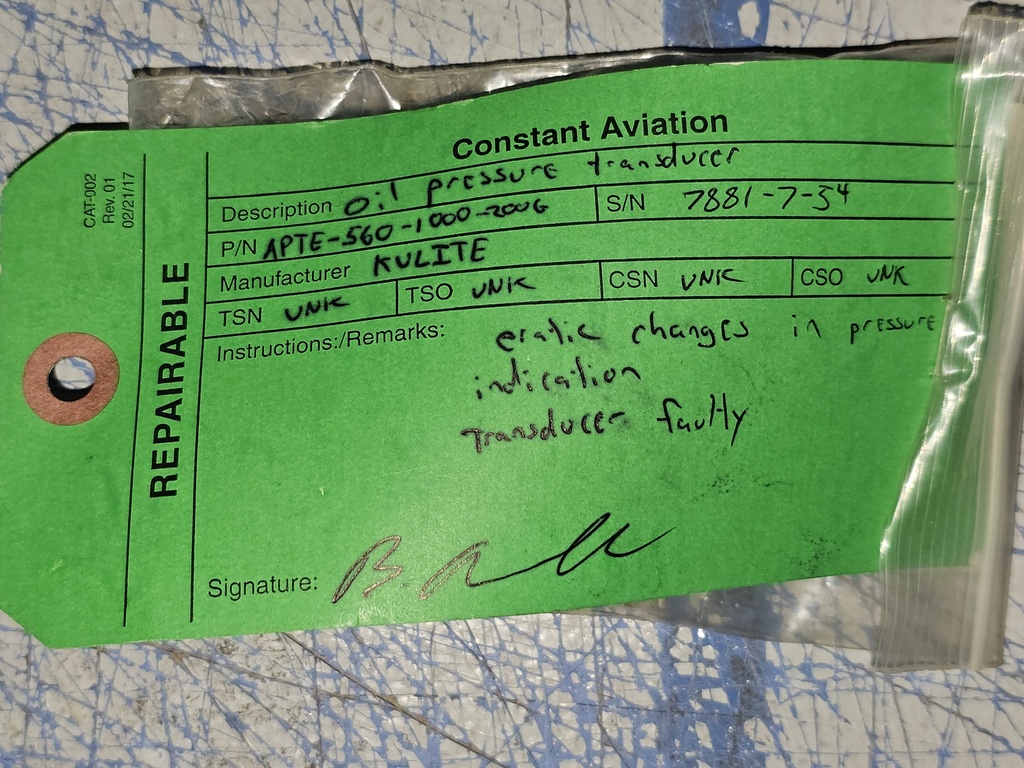 Constant Aviation
Description oil pressure transducer
P/N APTE-560-1000-200G S/N 7881-7-54
Manufacturer KULITE
TSN UNK TSO UNK CSN UNK CSO UNK
Instructions:/Remarks: eratic changes in pressure
indication
Transducer faulty
Signature:
REPAIRABLE
CAT-002
Rev. 01
02/21/17